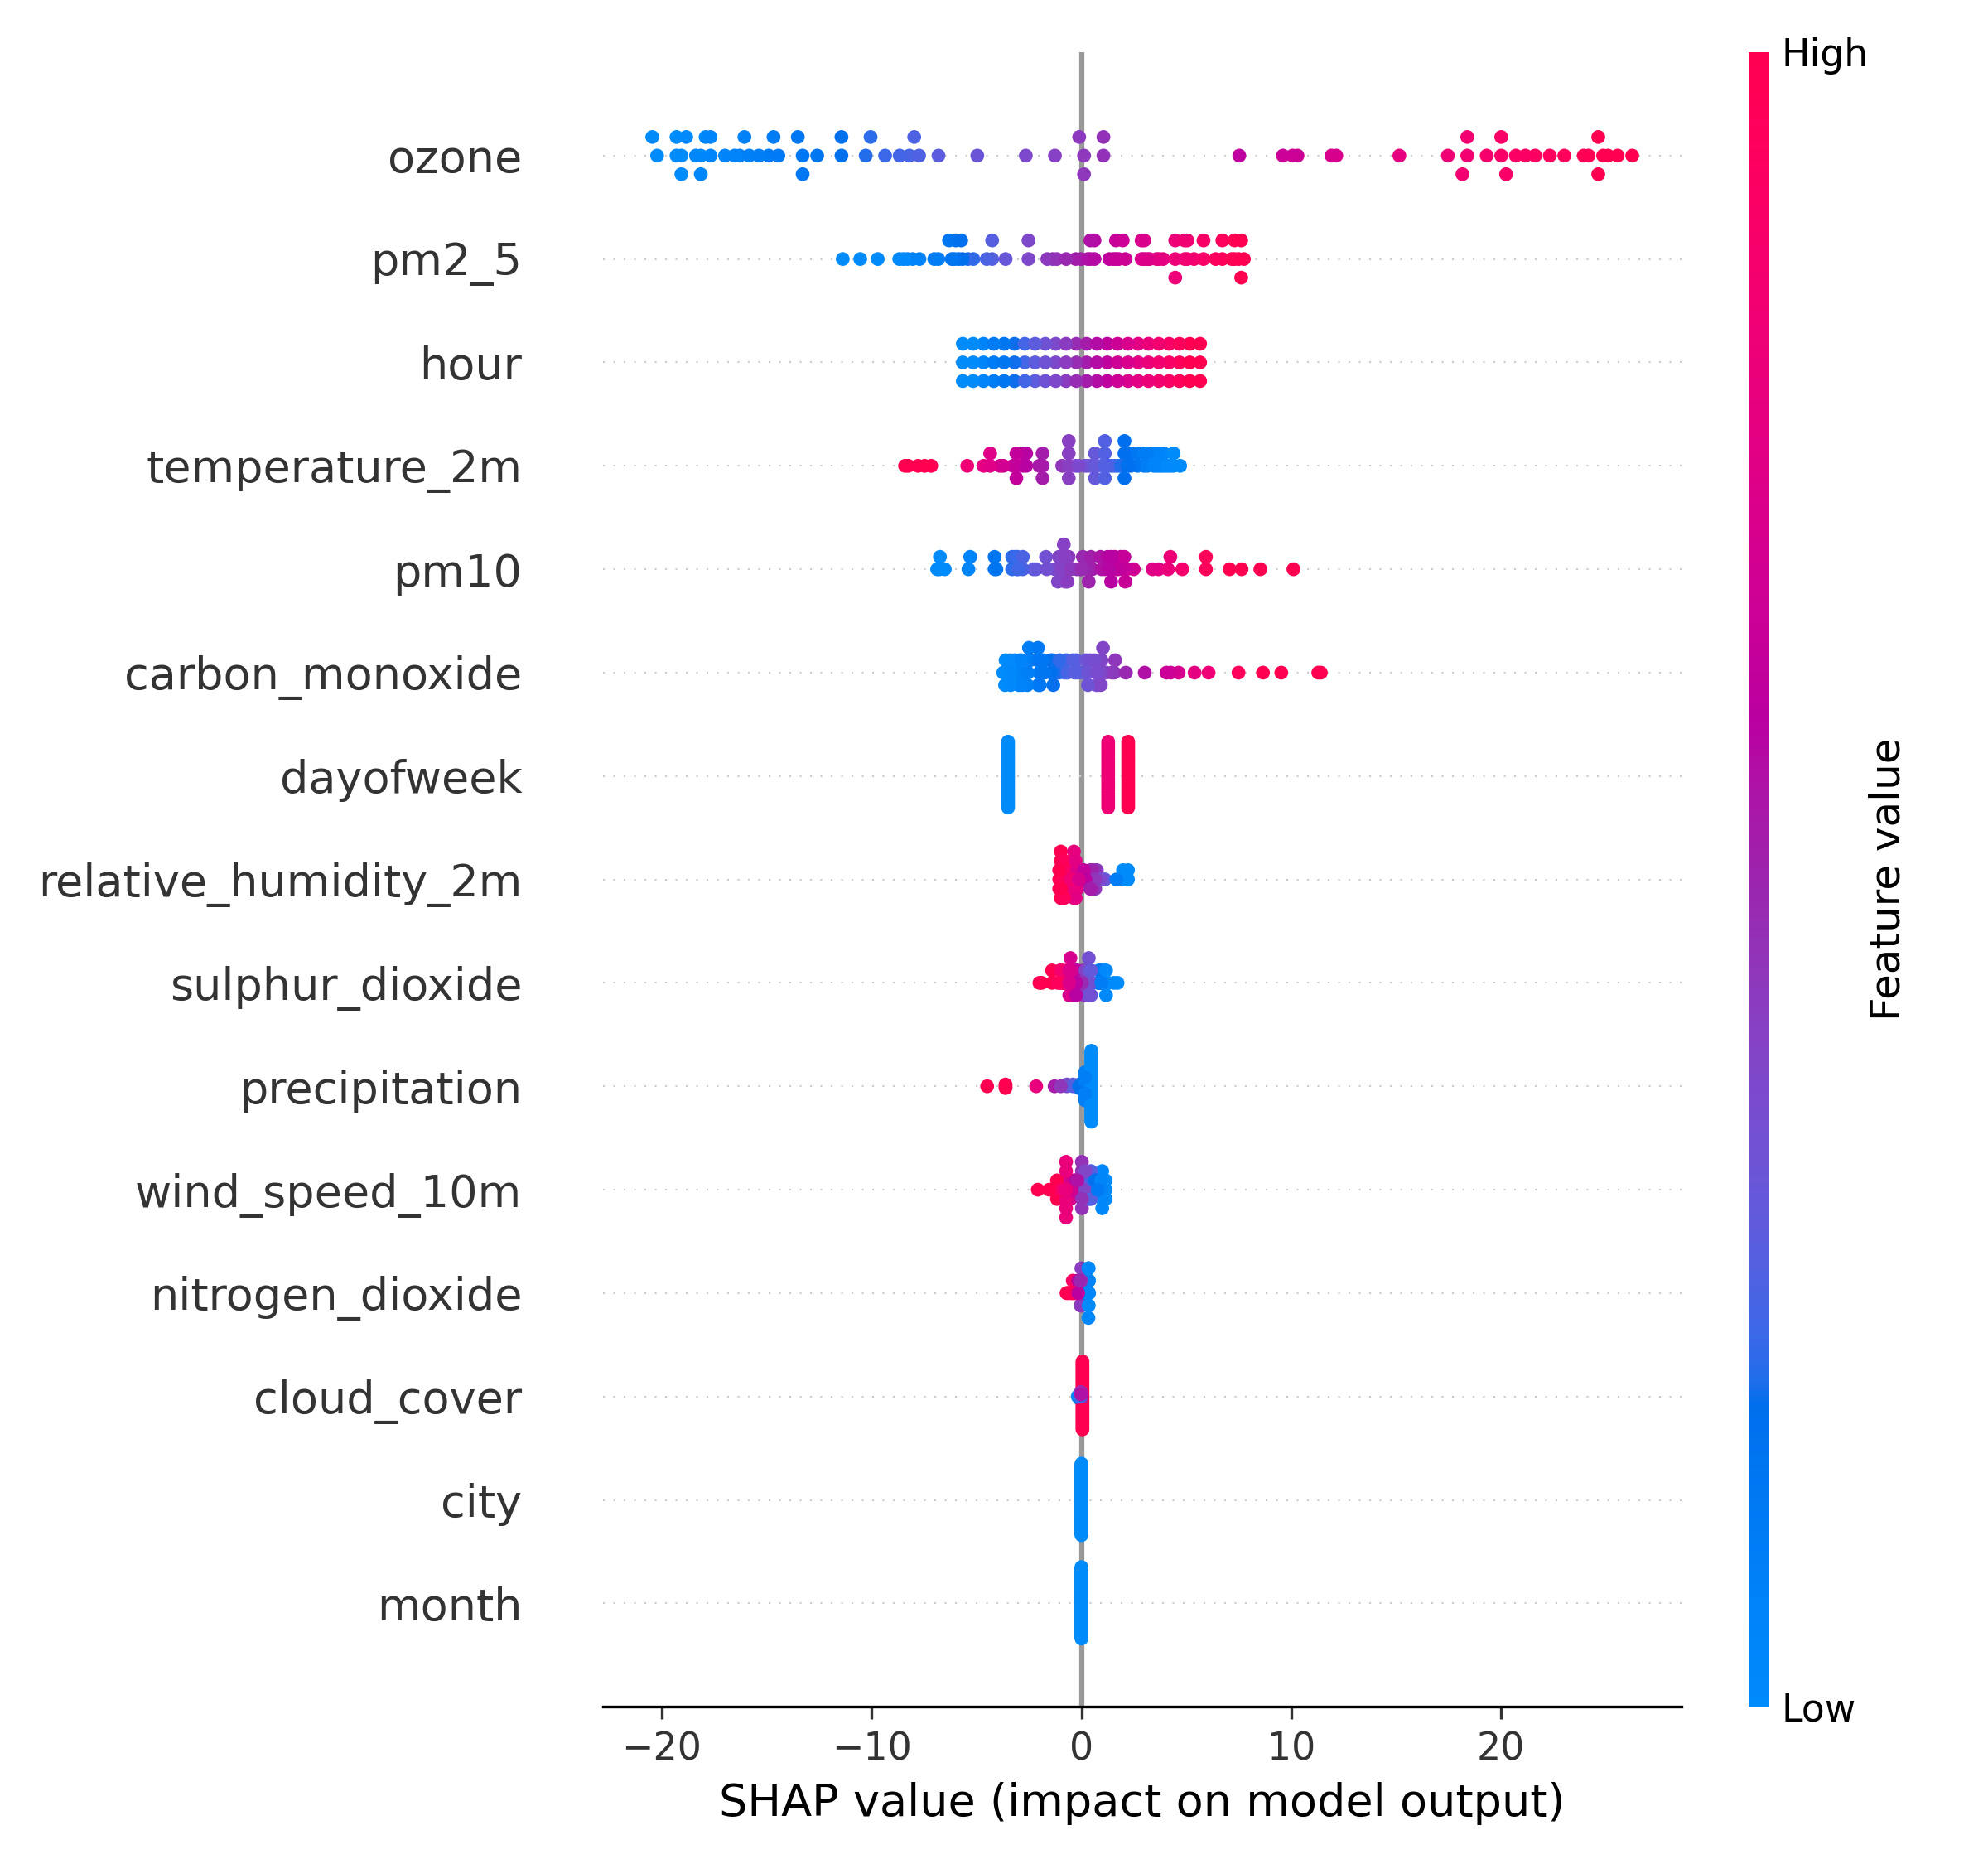 High
ozone
pm2_5
hour
temperature_2m
pm10
carbon_monoxide
dayofweek
relative_humidity_2m
sulphur_dioxide
precipitation
wind_speed_10m
nitrogen_dioxide
cloud_cover
city
month
Feature value
Low
−20 −10 0 10 20
SHAP value (impact on model output)